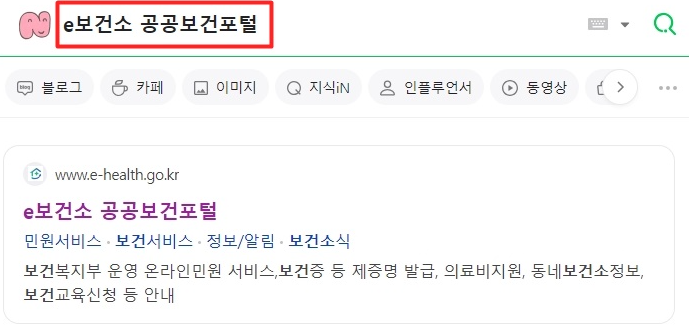 e보건소 공공보건포털
blog 블로그 카페 이미지 지식iN 인플루언서 동영상
www.e-health.go.kr
e보건소 공공보건포털
민원서비스 · 보건서비스 · 정보/알림 · 보건소식
보건복지부 운영 온라인민원 서비스,보건증 등 제증명 발급, 의료비지원, 동네보건소정보,
보건교육신청 등 안내